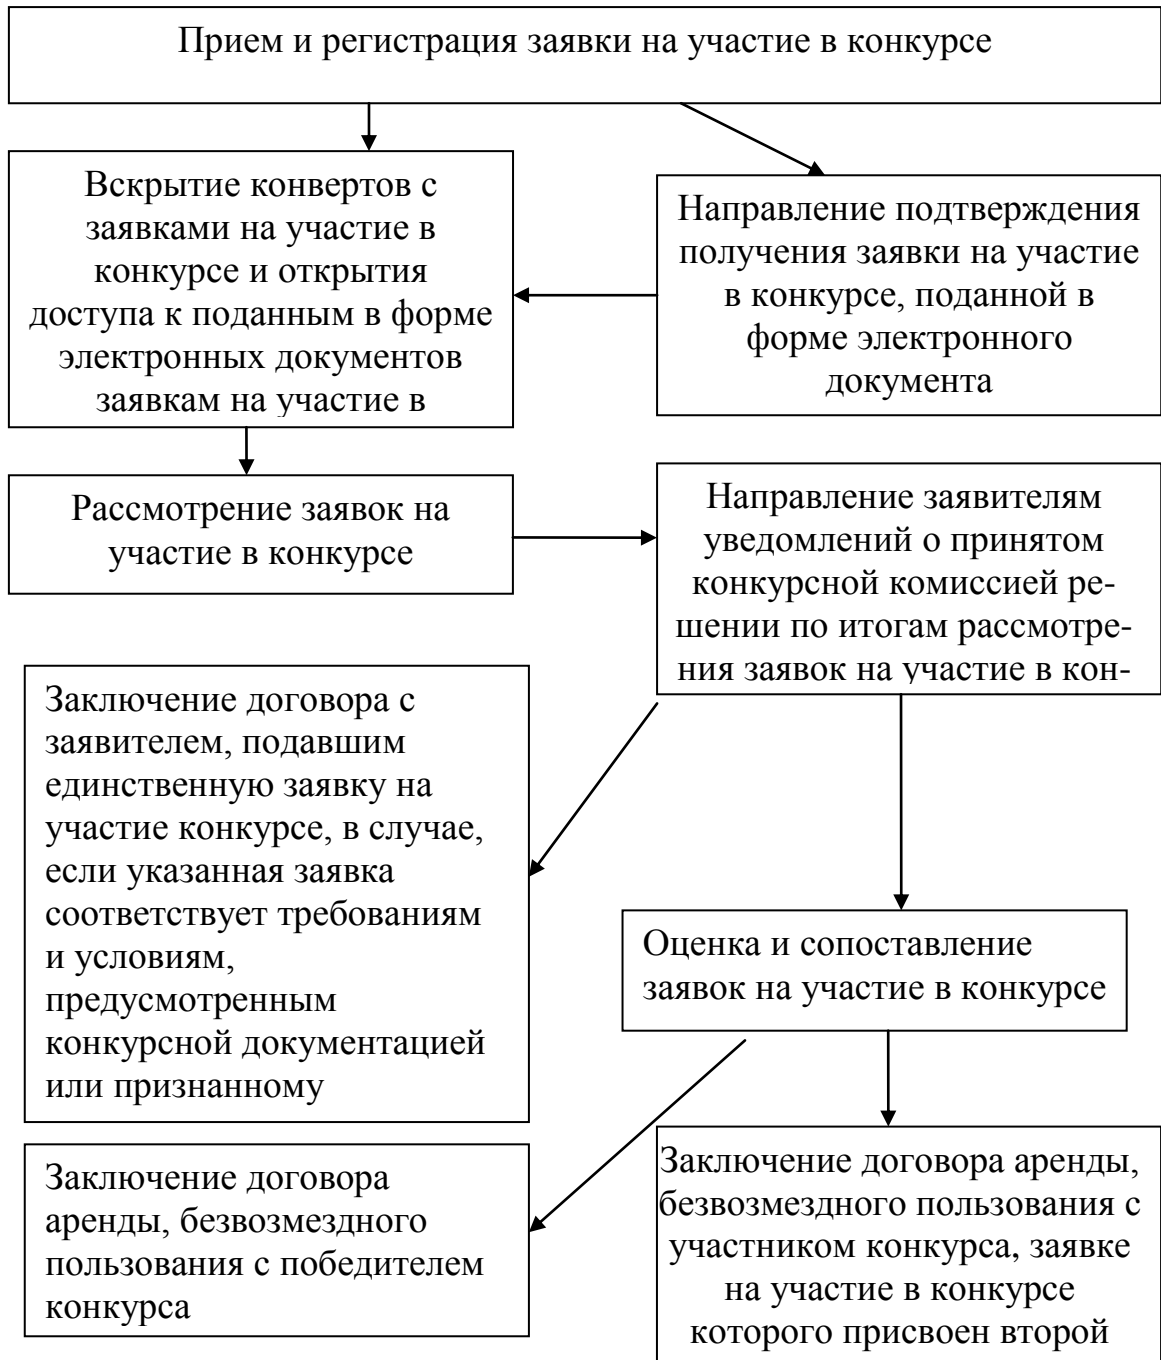 Прием и регистрация заявки на участие в конкурсе
Вскрытие конвертов с
заявками на участие в
конкурсе и открытия
доступа к поданным в форме
электронных документов
заявкам на участие в
Направление подтверждения
получения заявки на участие
в конкурсе, поданной в
форме электронного
документа
Рассмотрение заявок на
участие в конкурсе
Направление заявителям
уведомлений о принятом
конкурсной комиссией ре-
шении по итогам рассмотре-
ния заявок на участие в кон-
Заключение договора с
заявителем, подавшим
единственную заявку на
участие конкурсе, в случае,
если указанная заявка
соответствует требованиям
и условиям,
предусмотренным
конкурсной документацией
или признанному
Оценка и сопоставление
заявок на участие в конкурсе
Заключение договора
аренды, безвозмездного
пользования с победителем
конкурса
Заключение договора аренды,
безвозмездного пользования с
участником конкурса, заявке
на участие в конкурсе
которого присвоен второй